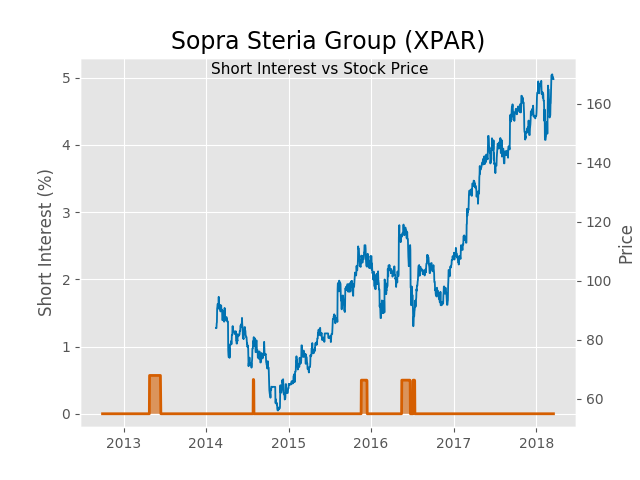 Sopra Steria Group (XPAR)
Short Interest vs Stock Price
Short Interest (%)
5
4
3
2
1
0
160
140
120
100
80
60
Price
2013 2014 2015 2016 2017 2018